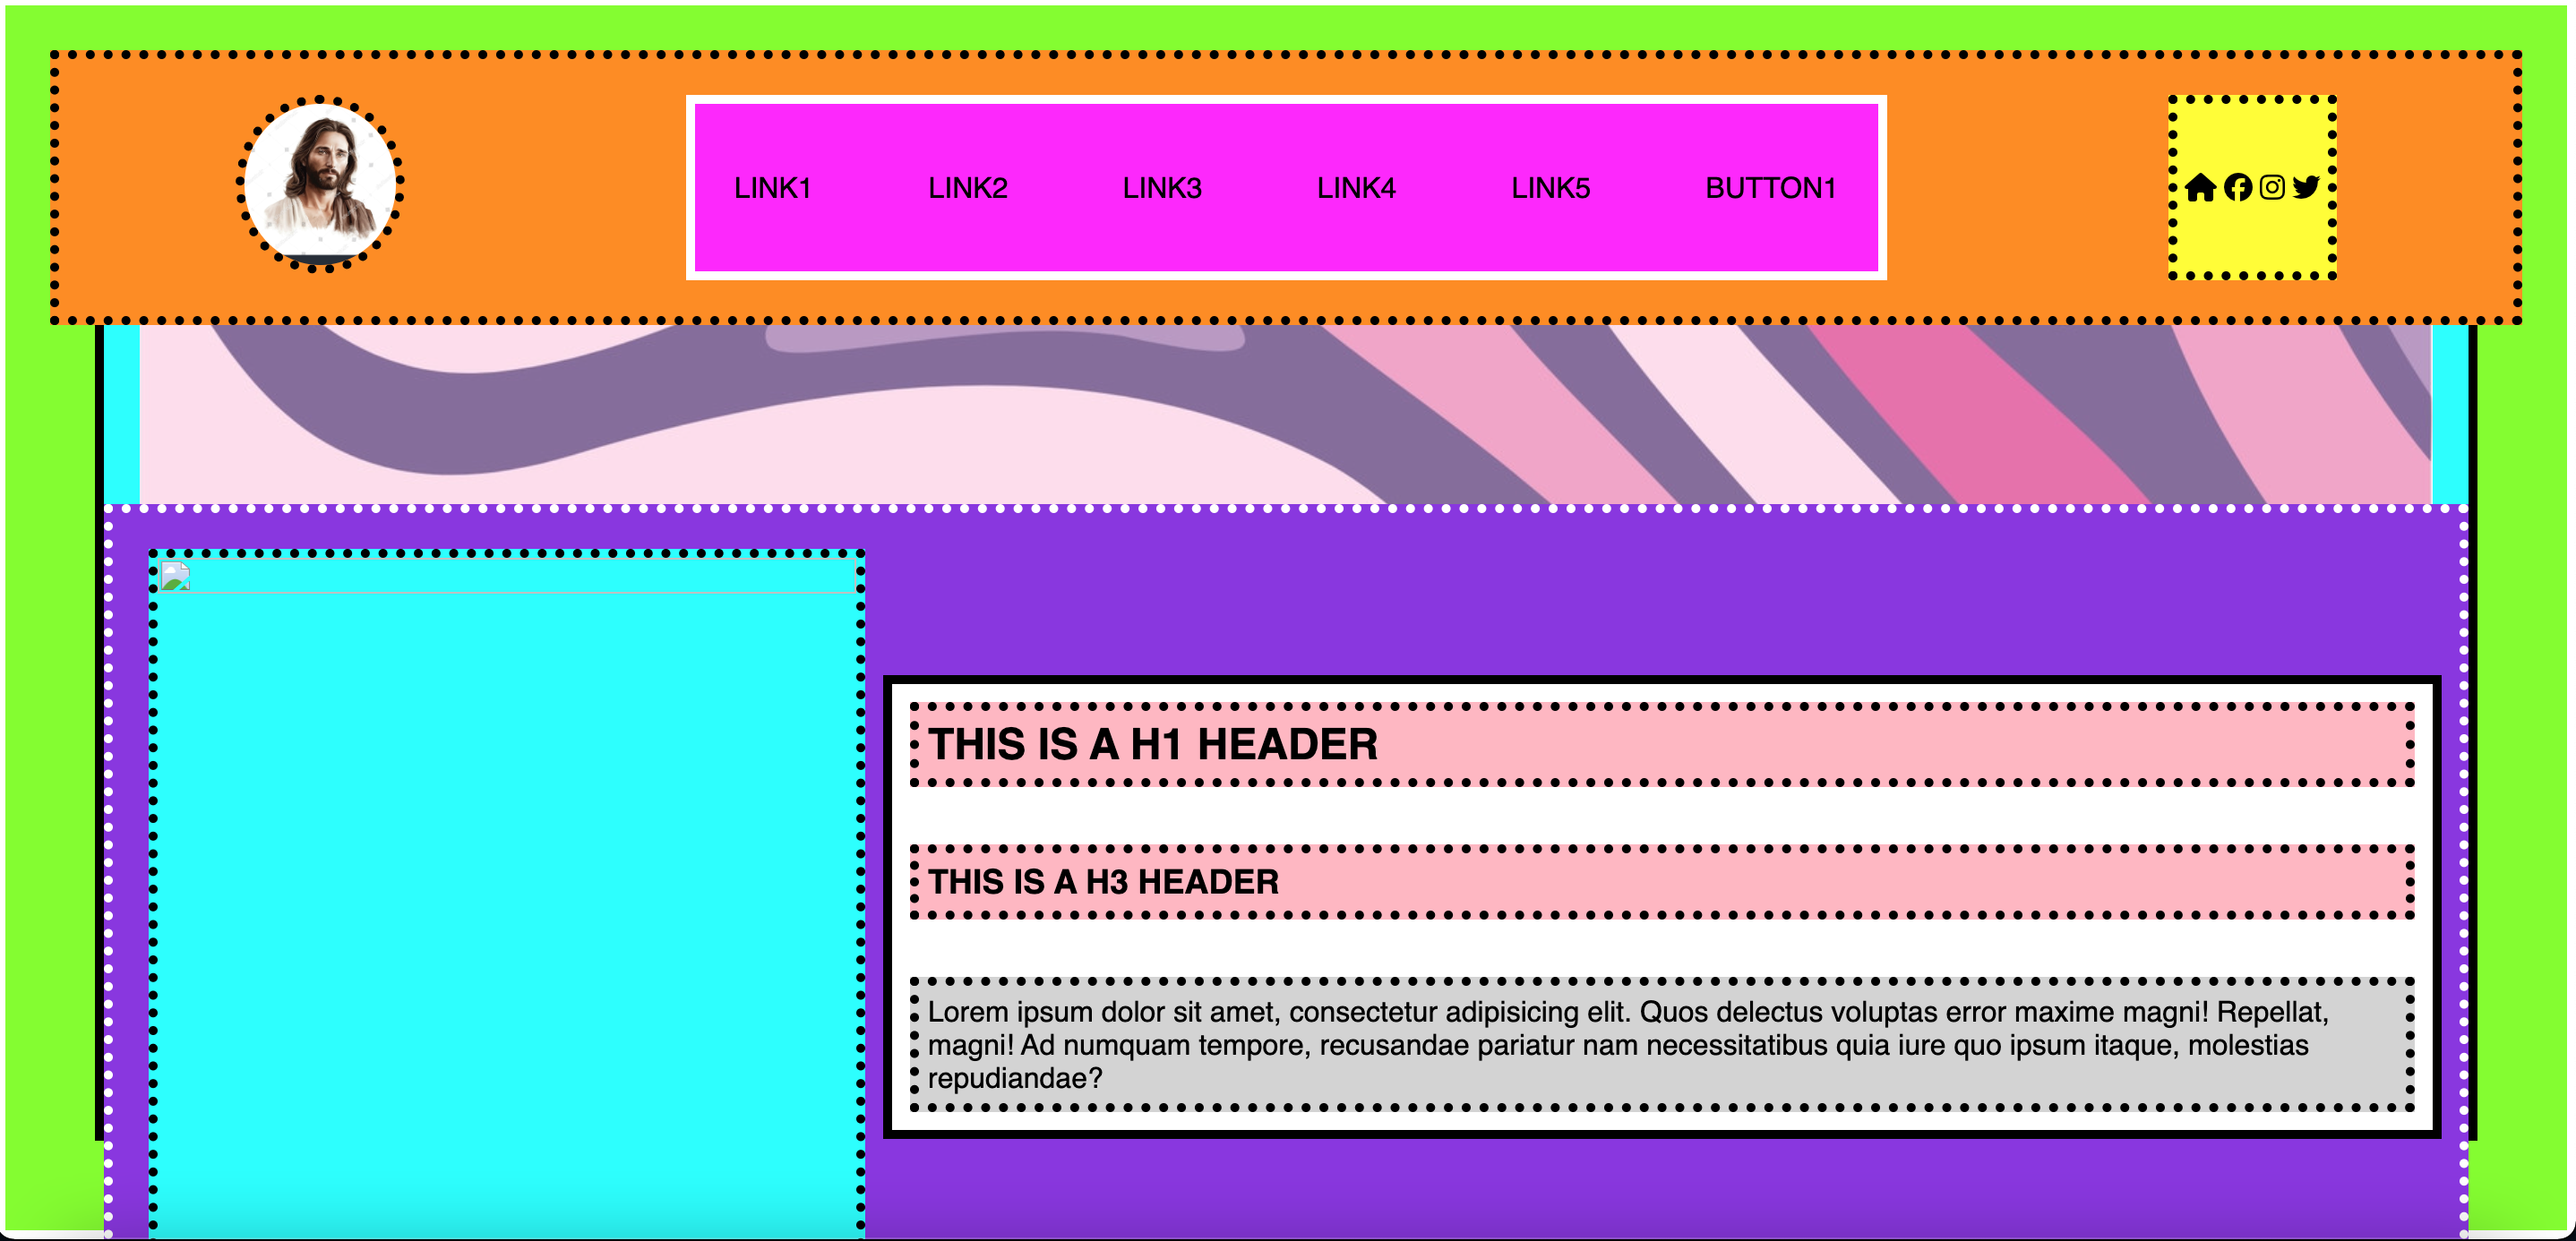 LINK1 LINK2 LINK3 LINK4 LINK5 BUTTON1
THIS IS A H1 HEADER
THIS IS A H3 HEADER
Lorem ipsum dolor sit amet, consectetur adipisicing elit. Quos delectus voluptas error maxime magni! Repellat,
magni! Ad numquam tempore, recusandae pariatur nam necessitatibus quia iure quo ipsum itaque, molestias
repudiandae?